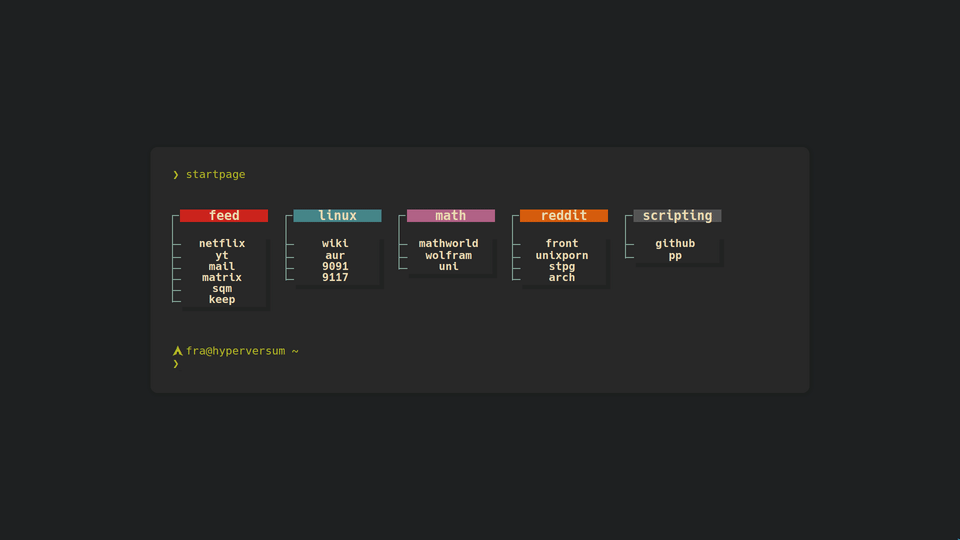 ❯ startpage
feed linux math reddit scripting
netflix wiki mathworld front github
yt aur wolfram unixporn pp
mail 9091 uni stpg
matrix 9117 arch
sqm
keep
fra@hyperversum ~
❯